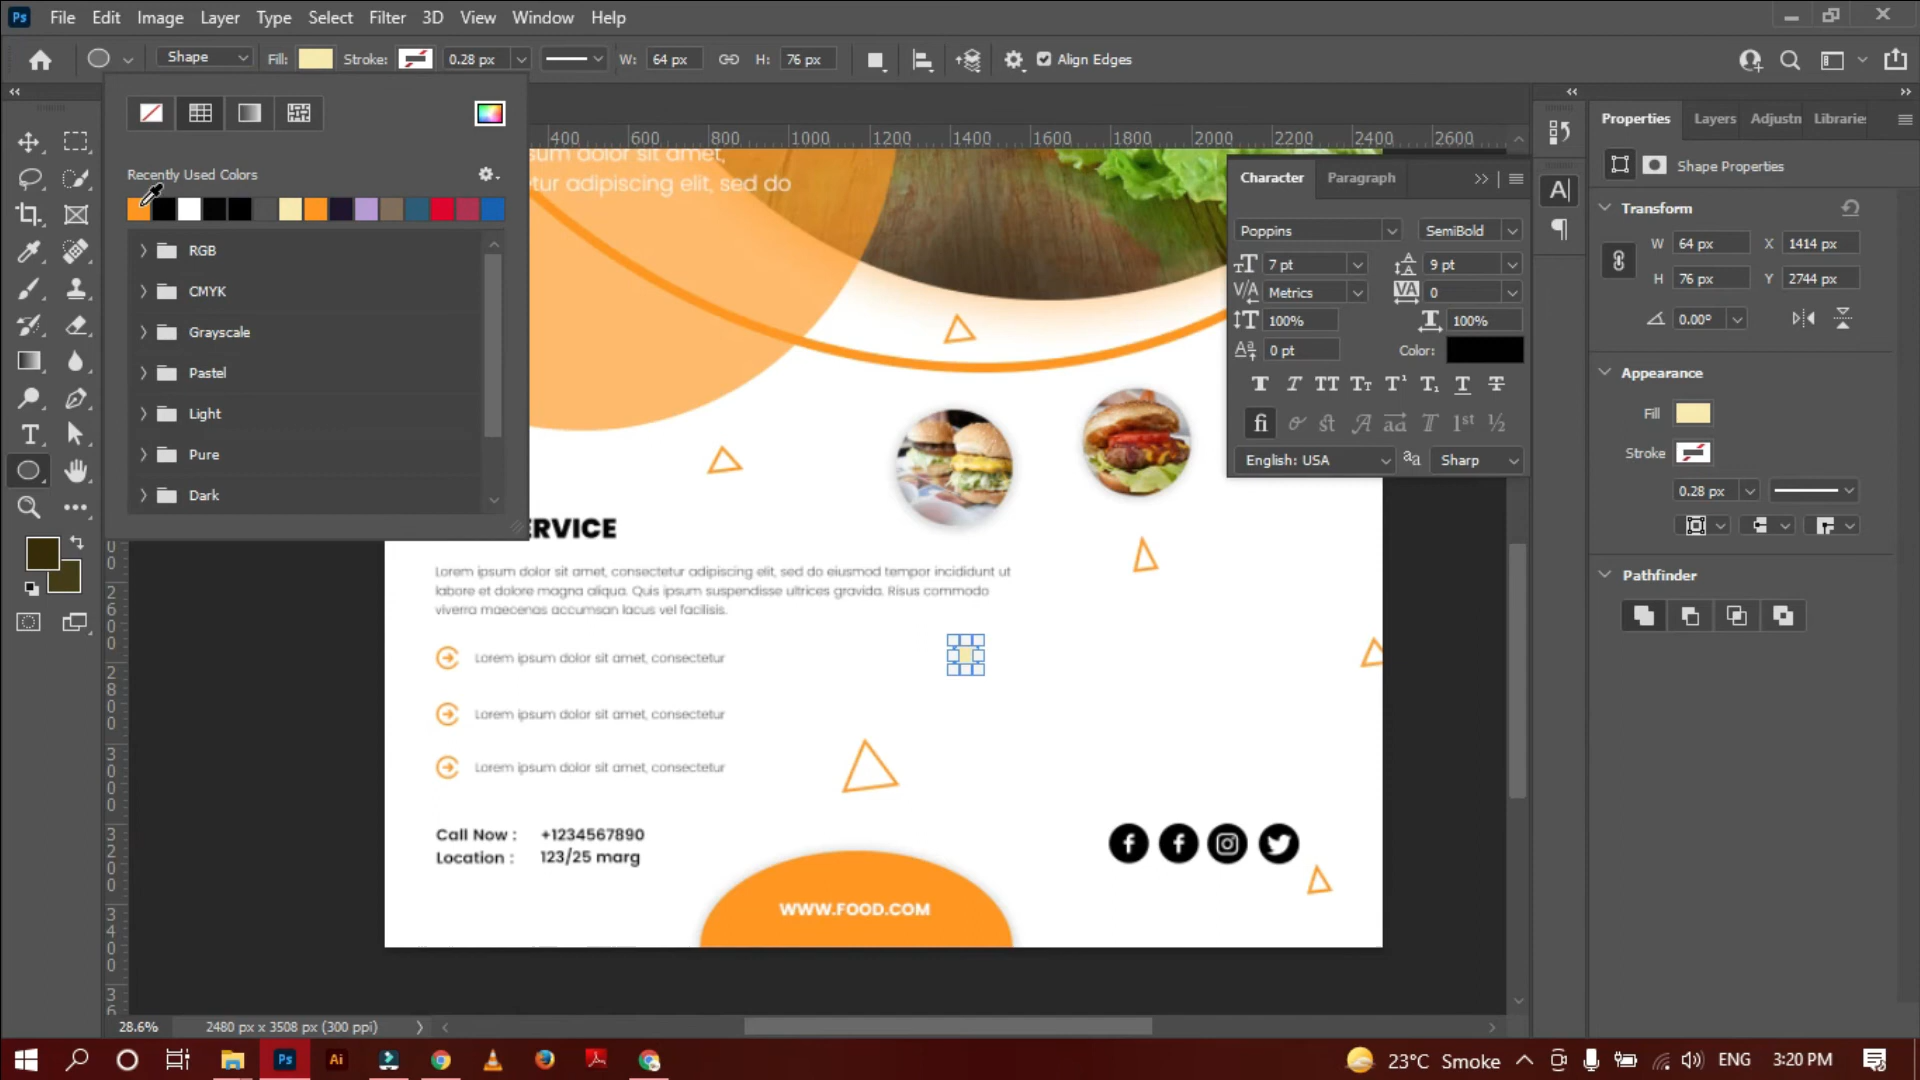 Ps File Edit Image Layer Type Select Filter 3D View Window Help
Shape Fill: Stroke: 0.28 px W: 64 px H: 76 px Align Edges
Recently Used Colors
RGB
CMYK
Grayscale
Pastel
Light
Pure
Dark
400 600 800 1000 1200 1400 1600 1800 2000 2200 2400 2600
sum dolor sit amet,
tur adipiscing elit, sed do
ERVICE
Lorem ipsum dolor sit amet, consectetur adipiscing elit, sed do eiusmod tempor incididunt ut
labore et dolore magna aliqua. Quis ipsum suspendisse ultrices gravida. Risus commodo
viverra maecenas accumsan lacus vel facilisis.
Lorem ipsum dolor sit amet, consectetur
Lorem ipsum dolor sit amet, consectetur
Lorem ipsum dolor sit amet, consectetur
Call Now : +1234567890
Location : 123/25 marg
WWW.FOOD.COM
Character Paragraph
Poppins SemiBold
7 pt 9 pt
Metrics 0
100% 100%
0 pt Color:
English: USA Sharp
Properties Layers Adjustn Librarie
Shape Properties
Transform
W 64 px X 1414 px
H 76 px Y 2744 px
0.00°
Appearance
Fill
Stroke
0.28 px
Pathfinder
28.6% 2480 px x 3508 px (300 ppi)
Ps Ai 23°C Smoke ENG 3:20 PM